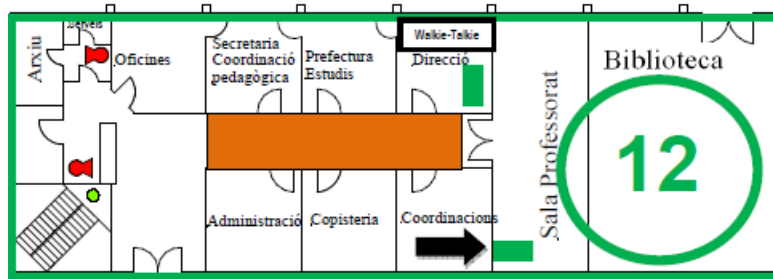 Serveis
Arxiu
Oficines
Secretaria
Coordinació
pedagògica
Prefectura
Estudis
Walkie-Talkie
Direcció
Sala Professorat
Biblioteca
12
Administració
Copisteria
Coordinacions